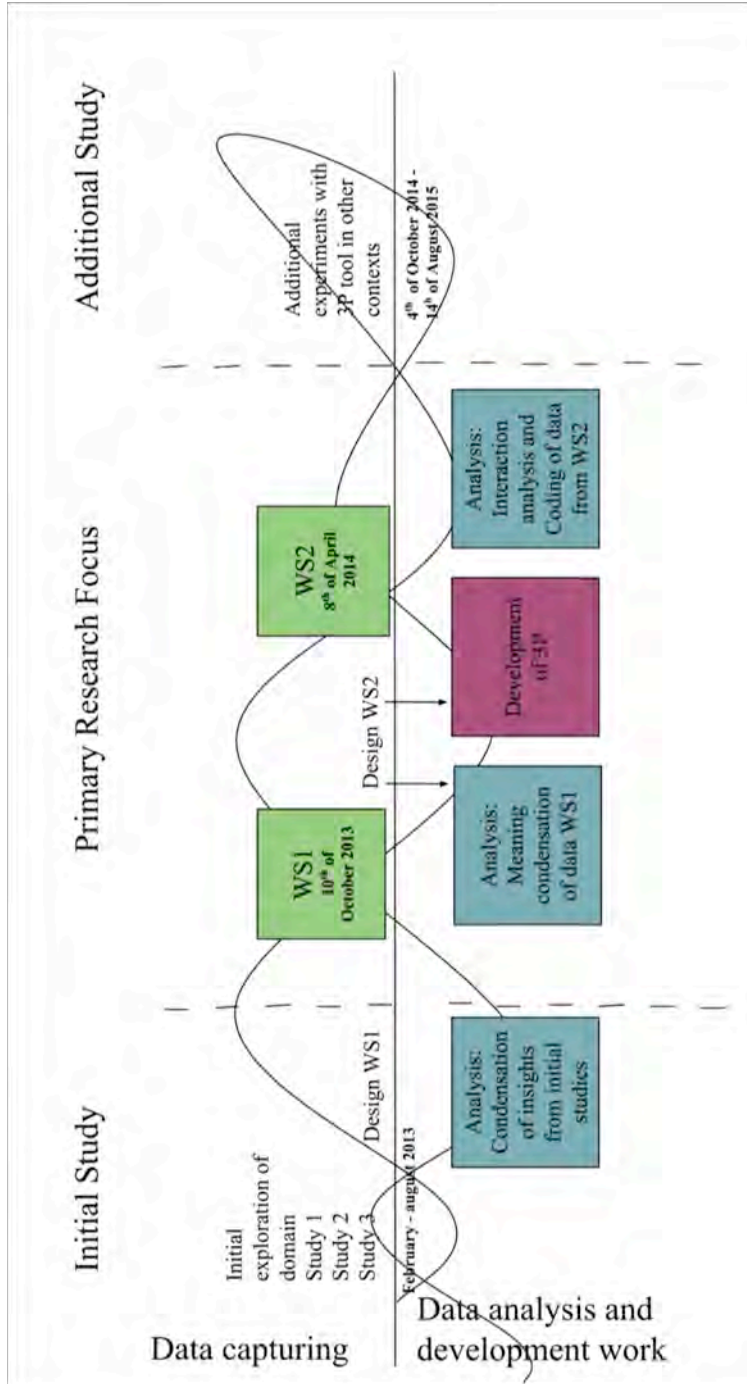 Initial Study
Primary Research Focus
Additional Study
Data capturing
Initial
exploration of
domain
Study 1
Study 2
Study 3
February - august 2013
Design WS1
WS1
10th of
October 2013
Design WS2
WS2
8th of April
2014
Additional
experiments with
3P tool in other
contexts
4th of October 2014 -
14th of August 2015
Data analysis and
development work
Analysis:
Condensation
of insights
from initial
studies
Analysis:
Meaning
condensation
of data WS1
Development
of 3P
Analysis:
Interaction
analysis and
Coding of data
from WS2